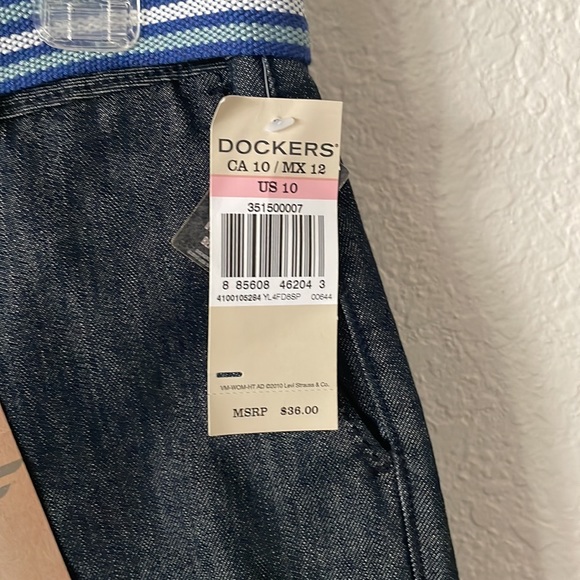 DOCKERS®
CA 10 / MX 12
US 10
351500007
8 85608 46204 3
4100105284 YL4FD8SP 00644
VM-WOM-HT AD ©2010 Levi Strauss & Co.
MSRP $36.00